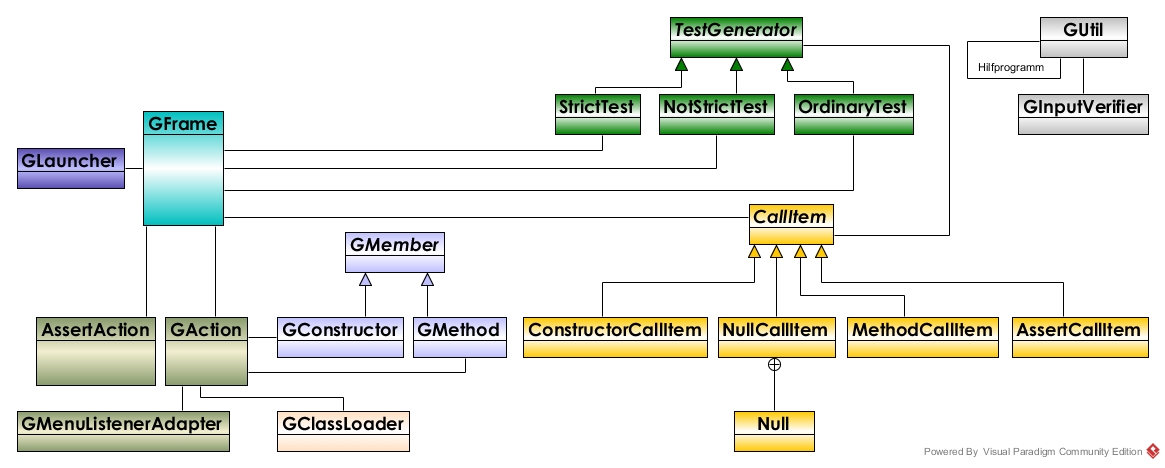 TestGenerator
GUtil
Hilfprogramm
StrictTest
NotStrictTest
OrdinaryTest
GInputVerifier
GFrame
GLauncher
CallItem
GMember
AssertAction
GAction
GConstructor
GMethod
ConstructorCallItem
NullCallItem
MethodCallItem
AssertCallItem
GMenuListenerAdapter
GClassLoader
Null
Powered By Visual Paradigm Community Edition